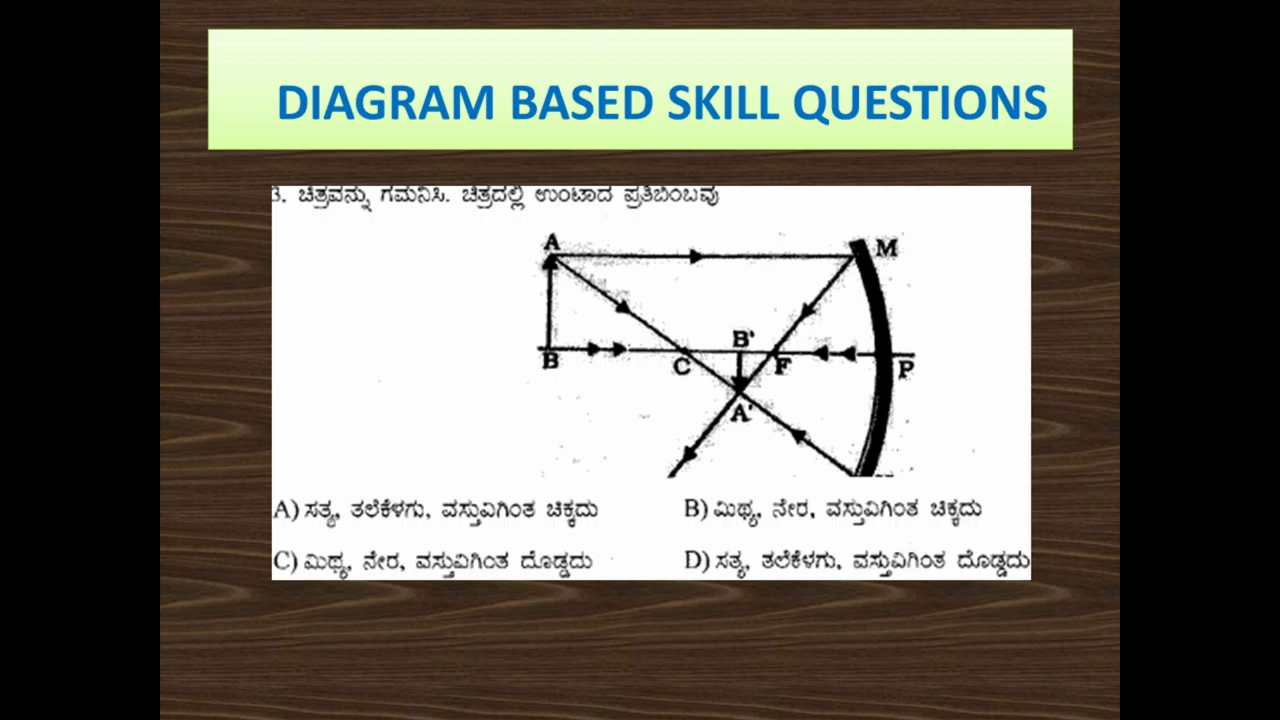 DIAGRAM BASED SKILL QUESTIONS
3. ಚಿತ್ರವನ್ನು ಗಮನಿಸಿ. ಚಿತ್ರದಲ್ಲಿ ಉಂಟಾದ ಪ್ರತಿಬಿಂಬವು
A
M
B'
B
C
F
P
A'
A) ಸತ್ಯ, ತಲೆಕೆಳಗು, ವಸ್ತುವಿಗಿಂತ ಚಿಕ್ಕದು
B) ಮಿಥ್ಯ, ನೇರ, ವಸ್ತುವಿಗಿಂತ ಚಿಕ್ಕದು
C) ಮಿಥ್ಯ, ನೇರ, ವಸ್ತುವಿಗಿಂತ ದೊಡ್ಡದು
D) ಸತ್ಯ, ತಲೆಕೆಳಗು, ವಸ್ತುವಿಗಿಂತ ದೊಡ್ಡದು